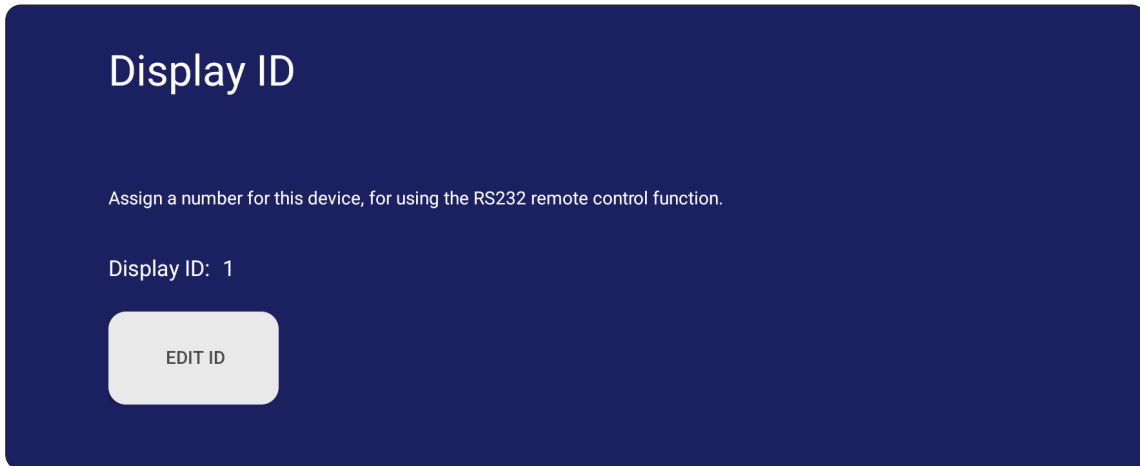 Display ID
Assign a number for this device, for using the RS232 remote control function.
Display ID: 1
EDIT ID